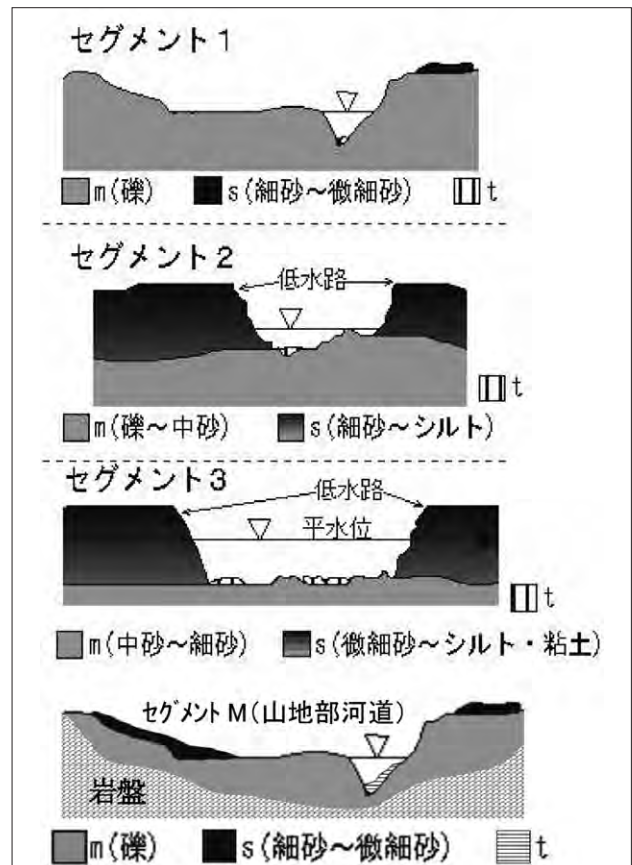 セグメント1
m(礫) s(細砂～微細砂) t
セグメント2
低水路
t
m(礫～中砂) s(細砂～シルト)
セグメント3
低水路
平水位
t
m(中砂～細砂) s(微細砂～シルト・粘土)
セグメントM(山地部河道)
岩盤
m(礫) s(細砂～微細砂) t